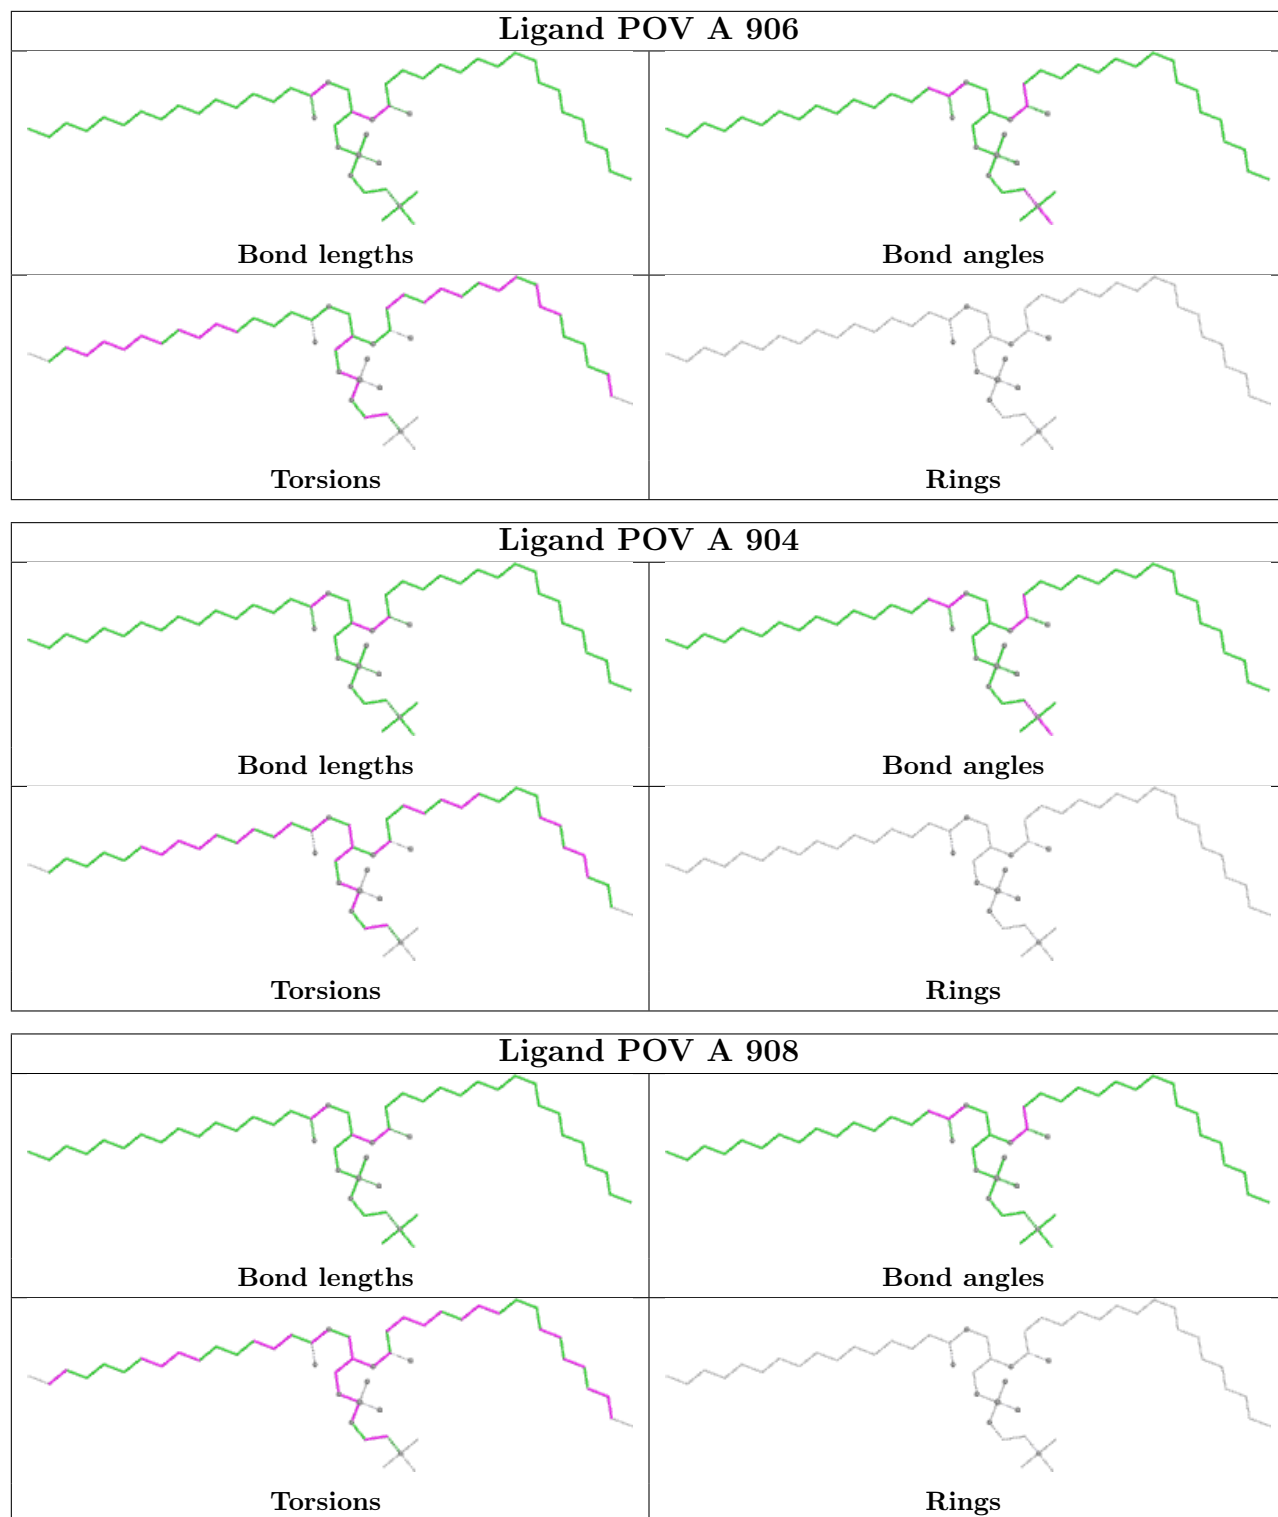 Ligand POV A 906
Bond lengths
Bond angles
Torsions
Rings
Ligand POV A 904
Bond lengths
Bond angles
Torsions
Rings
Ligand POV A 908
Bond lengths
Bond angles
Torsions
Rings